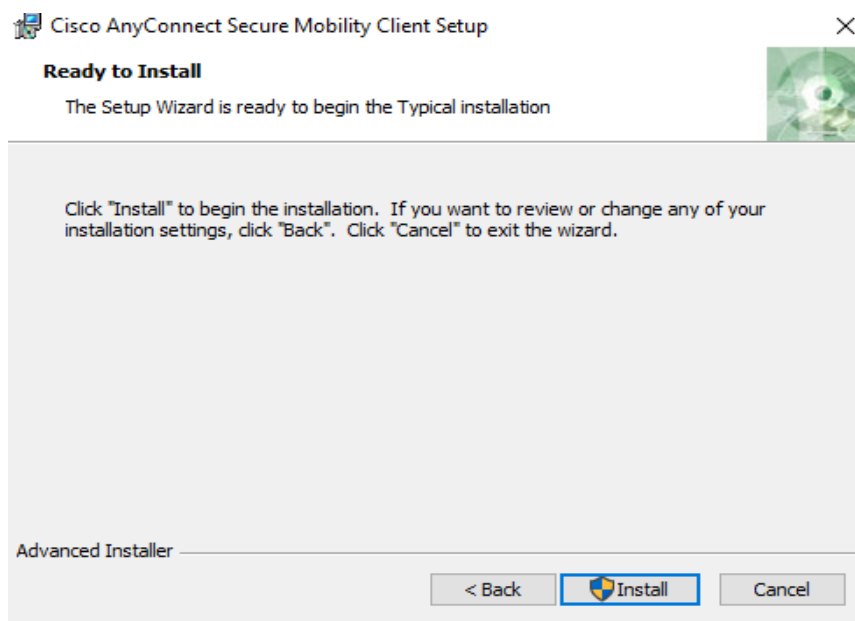 Cisco AnyConnect Secure Mobility Client Setup
Ready to Install
The Setup Wizard is ready to begin the Typical installation
Click "Install" to begin the installation. If you want to review or change any of your
installation settings, click "Back". Click "Cancel" to exit the wizard.
Advanced Installer
< Back
Install
Cancel